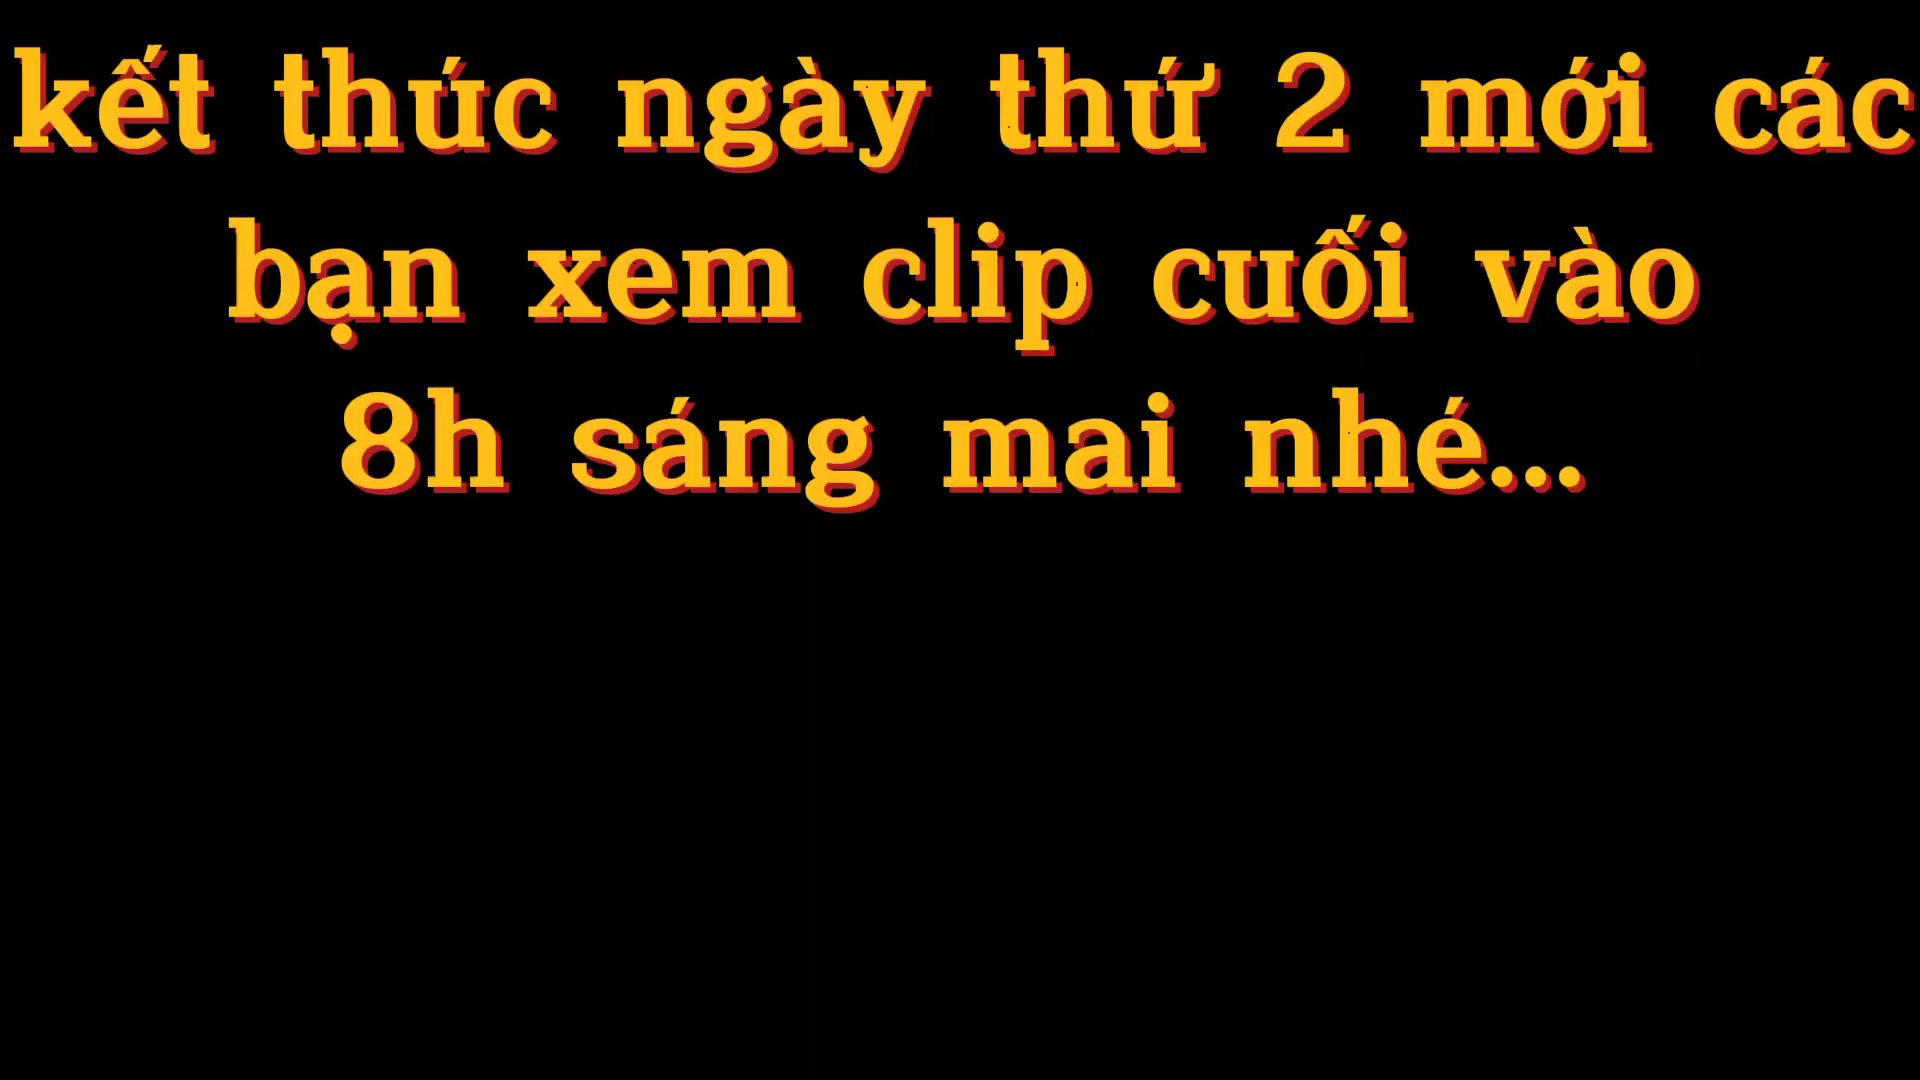 kết thúc ngày thứ 2 mới các
bạn xem clip cuối vào
8h sáng mai nhé...